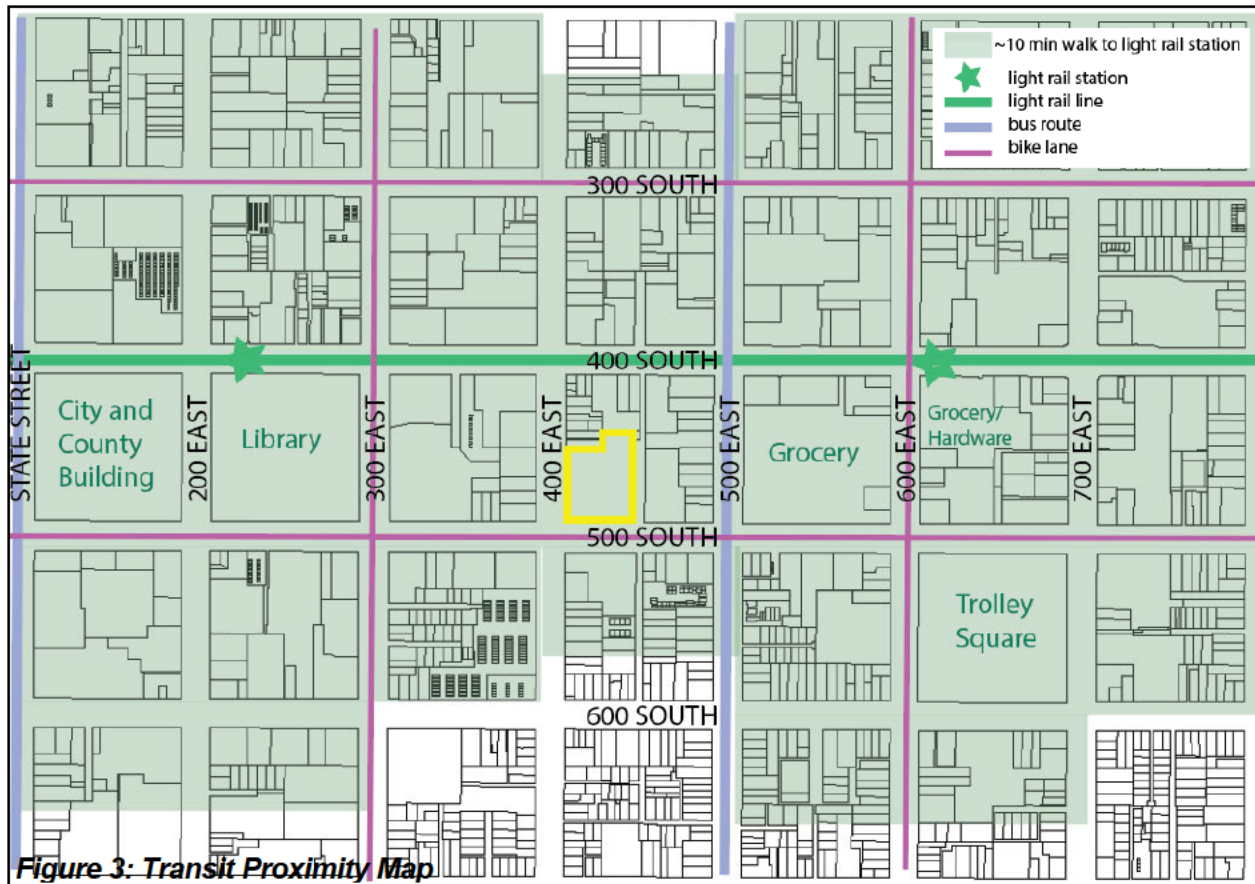 ~10 min walk to light rail station
light rail station
light rail line
bus route
bike lane
300 SOUTH
400 SOUTH
STATE STREET
City and
County
Building
200 EAST
Library
300 EAST
400 EAST
500 EAST
Grocery
600 EAST
Grocery/
Hardware
700 EAST
500 SOUTH
Trolley
Square
600 SOUTH
Figure 3: Transit Proximity Map